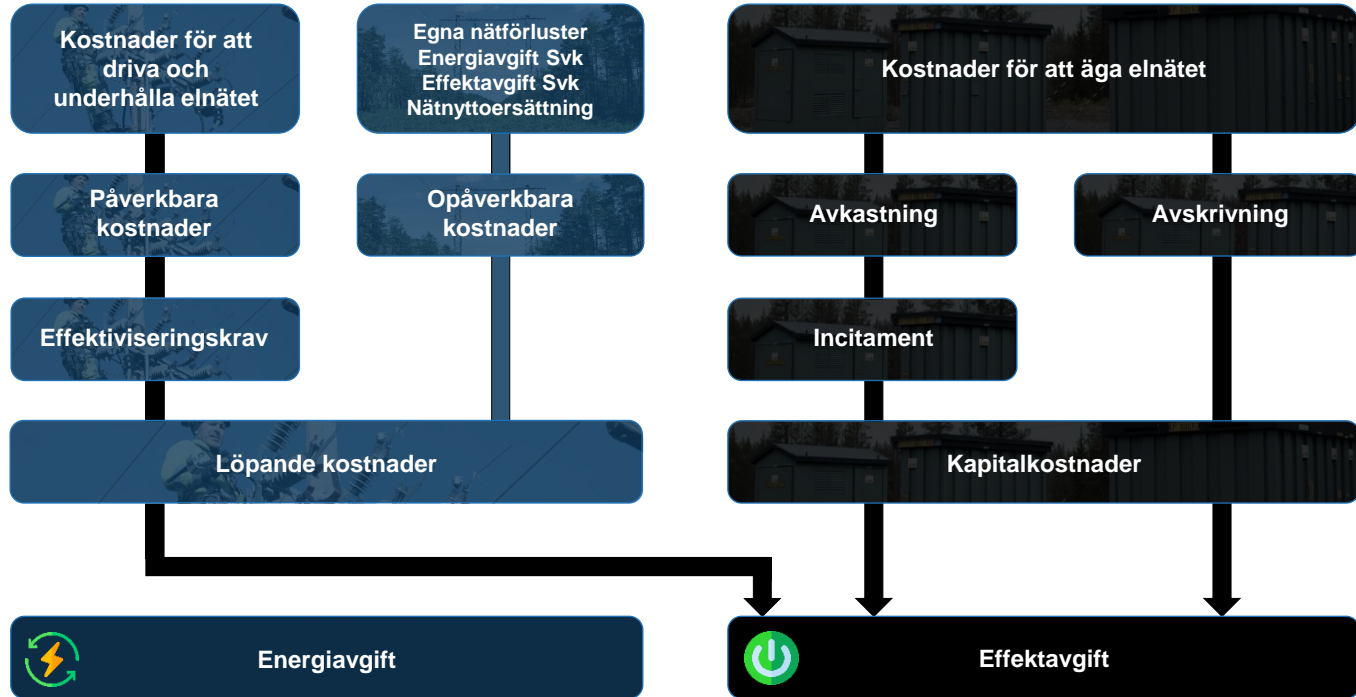 Kostnader för att
driva och
underhålla elnätet
Egna nätförluster
Energiavgift Svk
Effektavgift Svk
Nätnyttoersättning
Kostnader för att äga elnätet
Påverkbara
kostnader
Opåverkbara
kostnader
Avkastning
Avskrivning
Effektiviseringskrav
Incitament
Löpande kostnader
Kapitalkostnader
Energiavgift
Effektavgift